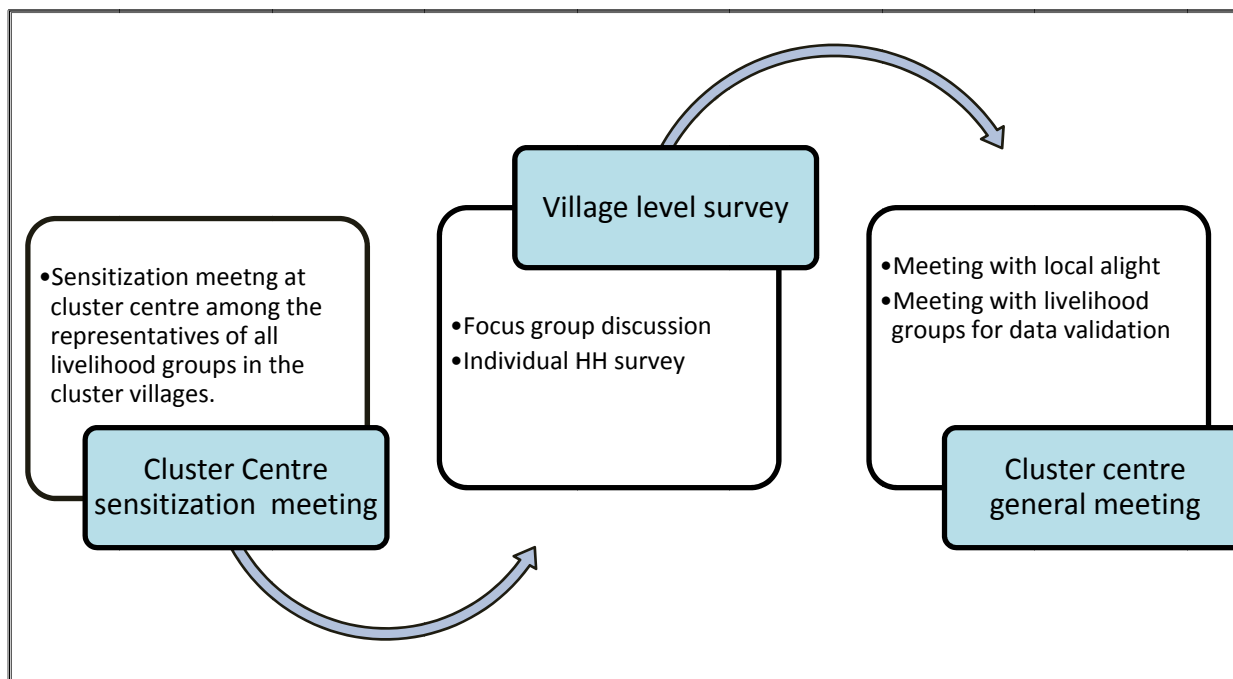 •Sensitization meetng at
cluster centre among the
representatives of all
livelihood groups in the
cluster villages.
Cluster Centre
sensitization meeting
Village level survey
•Focus group discussion
•Individual HH survey
•Meeting with local alight
•Meeting with livelihood
groups for data validation
Cluster centre
general meeting